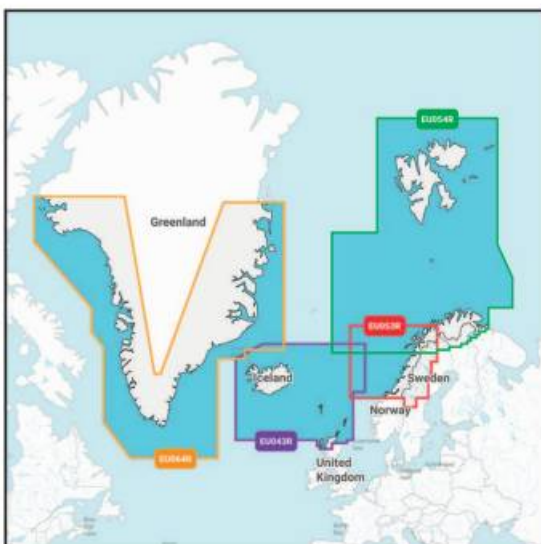 EU054R
Greenland
EU053R
Iceland
Sweden
Norway
EU043R
EU064R
United
Kingdom